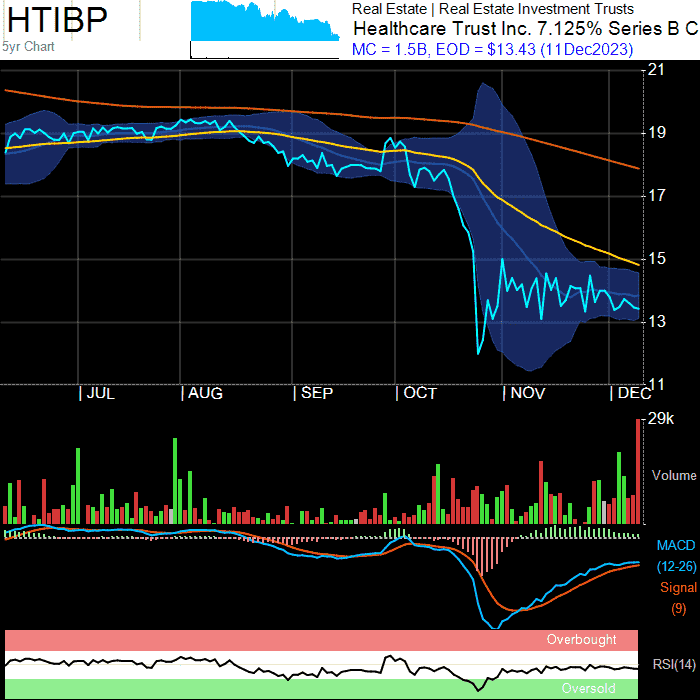 HTIBP
5yr Chart
Real Estate | Real Estate Investment Trusts
Healthcare Trust Inc. 7.125% Series B C
MC = 1.5B, EOD = $13.43 (11Dec2023)
21
19
17
15
13
11
| JUL | AUG | SEP | OCT | NOV | DEC
29k
Volume
MACD
(12-26)
Signal
(9)
Overbought
RSI(14)
Oversold